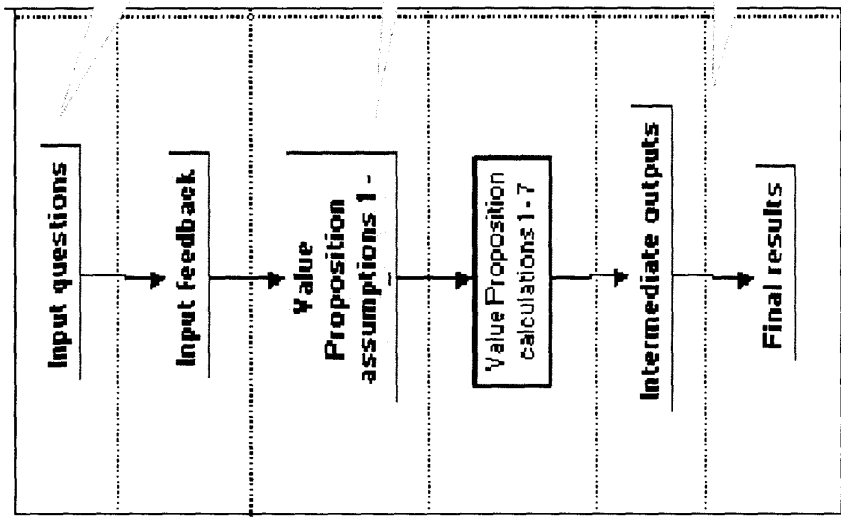 Input questions
Input feedback
Value
Proposition
assumptions 1 -
Value Proposition
calculations 1 - 7
Intermediate outputs
Final results